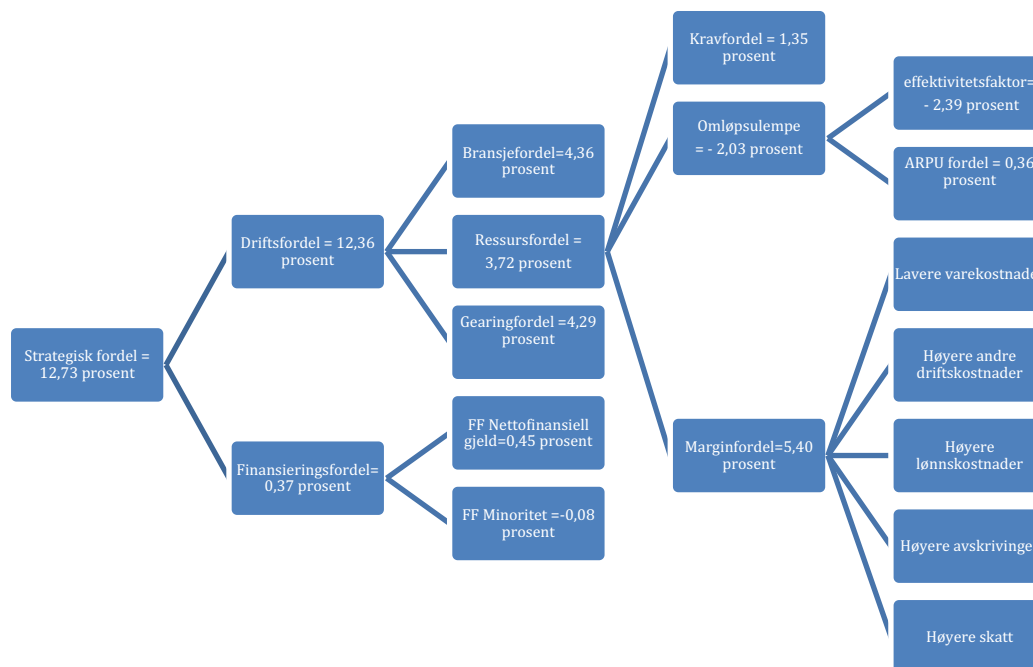 Strategisk fordel =
12,73 prosent
Driftsfordel = 12,36
prosent
Finansieringsfordel=
0,37 prosent
Bransjefordel=4,36
prosent
Ressursfordel =
3,72 prosent
Gearingfordel =4,29
prosent
FF Nettofinansiell
gjeld=0,45 prosent
FF Minoritet =-0,08
prosent
Kravfordel = 1,35
prosent
Omløpsulempe
= - 2,03 prosent
Marginfordel=5,40
prosent
effektivitetsfaktor=
- 2,39 prosent
ARPU fordel = 0,36
prosent
Lavere varekostnade
Høyere andre
driftskostnader
Høyere
lønnskostnader
Høyere avskrivinge
Høyere skatt